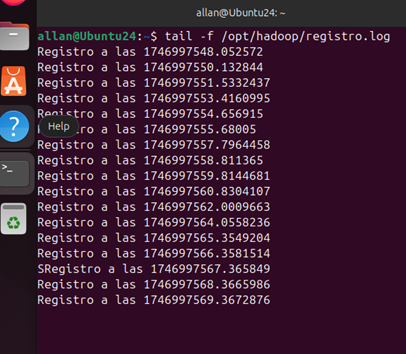 allan@Ubuntu24: ~
allan@Ubuntu24:~$ tail -f /opt/hadoop/registro.log
Registro a las 1746997548.052572
Registro a las 1746997550.132844
Registro a las 1746997551.5332437
Registro a las 1746997553.4160995
Registro a las 1746997554.656915
a las 1746997555.68005
Help
Registro a las 1746997557.7964458
Registro a las 1746997558.811365
Registro a las 1746997559.8144681
Registro a las 1746997560.8304107
Registro a las 1746997562.0009663
Registro a las 1746997564.0558236
Registro a las 1746997565.3549204
Registro a las 1746997566.3581514
SRegistro a las 1746997567.365849
Registro a las 1746997568.3665986
Registro a las 1746997569.3672876